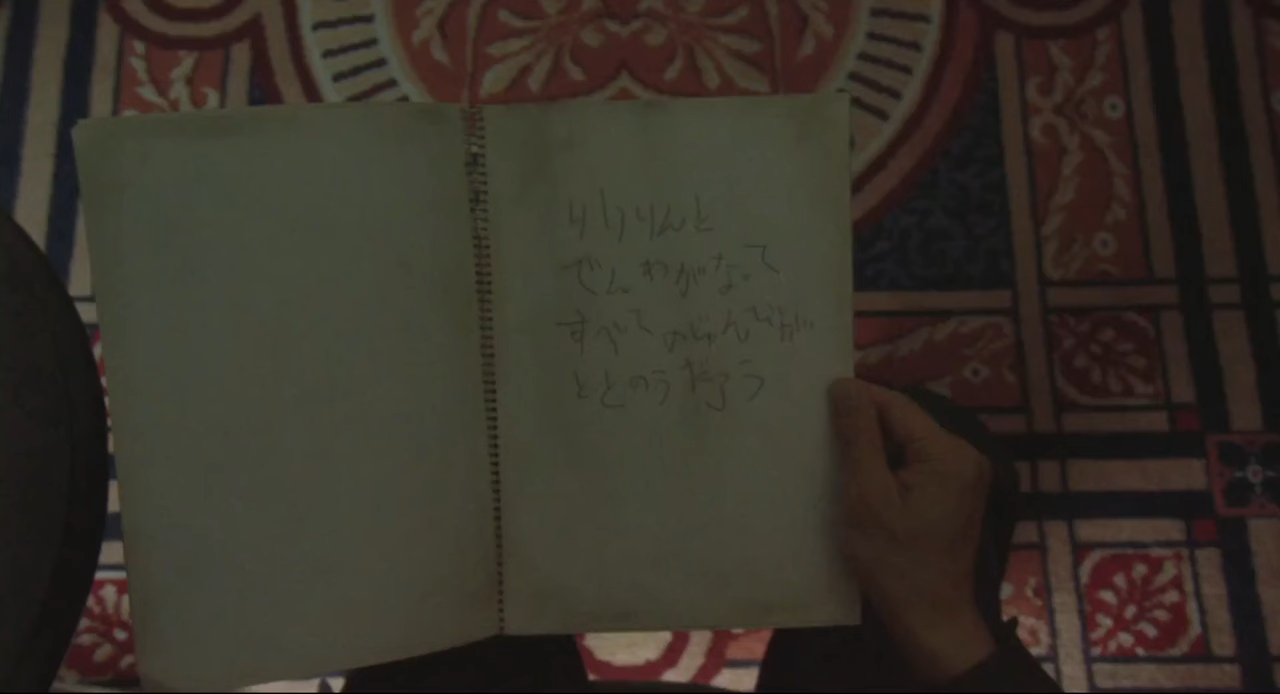 りりりんと
でんわがなって
すべてのじゅんびが
ととのうだろう